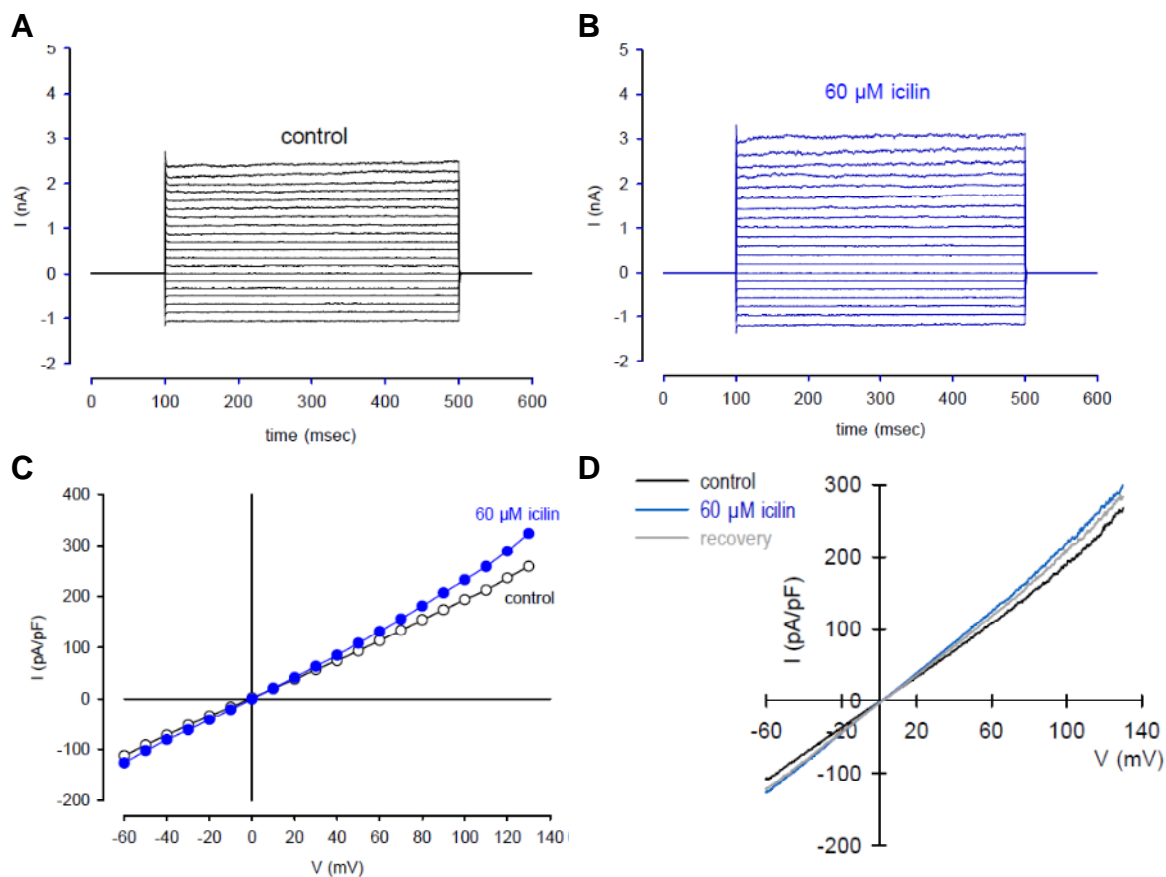 A
5
4
3
2
1
0
-1
-2
I (nA)
control
0 100 200 300 400 500 600
time (msec)
B
5
4
3
2
1
0
-1
-2
I (nA)
60 µM icilin
0 100 200 300 400 500 600
time (msec)
C
400
300
200
100
0
-100
-200
I (pA/pF)
60 µM icilin
control
-60 -40 -20 0 20 40 60 80 100 120 140
V (mV)
D
control
60 µM icilin
recovery
300
200
100
0
-100
-200
I (pA/pF)
-60 -20 20 60 100 140
V (mV)